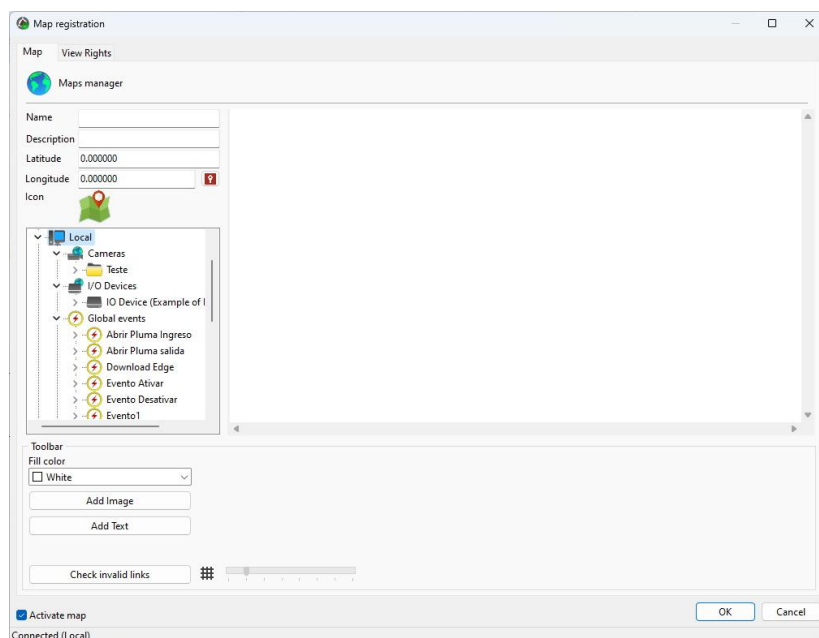 Map registration
Map View Rights
Maps manager
Name
Description
Latitude 0.000000
Longitude 0.000000
Icon
Local
Cameras
Teste
I/O Devices
IO Device (Example of
Global events
Abrir Pluma Ingreso
Abrir Pluma salida
Download Edge
Evento Ativar
Evento Desativar
Evento1
Toolbar
Fill color
White
Add Image
Add Text
Check invalid links
Activate map
OK Cancel
Connected (Local)